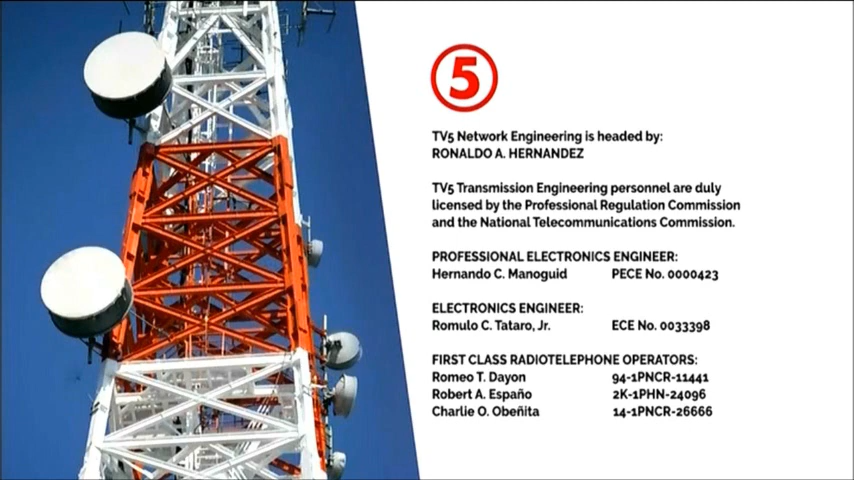 5
TV5 Network Engineering is headed by:
RONALDO A. HERNANDEZ
TV5 Transmission Engineering personnel are duly
licensed by the Professional Regulation Commission
and the National Telecommunications Commission.
PROFESSIONAL ELECTRONICS ENGINEER:
Hernando C. Manoguid PECE No. 0000423
ELECTRONICS ENGINEER:
Romulo C. Tataro, Jr. ECE No. 0033398
FIRST CLASS RADIOTELEPHONE OPERATORS:
Romeo T. Dayon 94-1PNCR-11441
Robert A. Españo 2K-1PHN-24096
Charlie O. Obeñita 14-1PNCR-26666